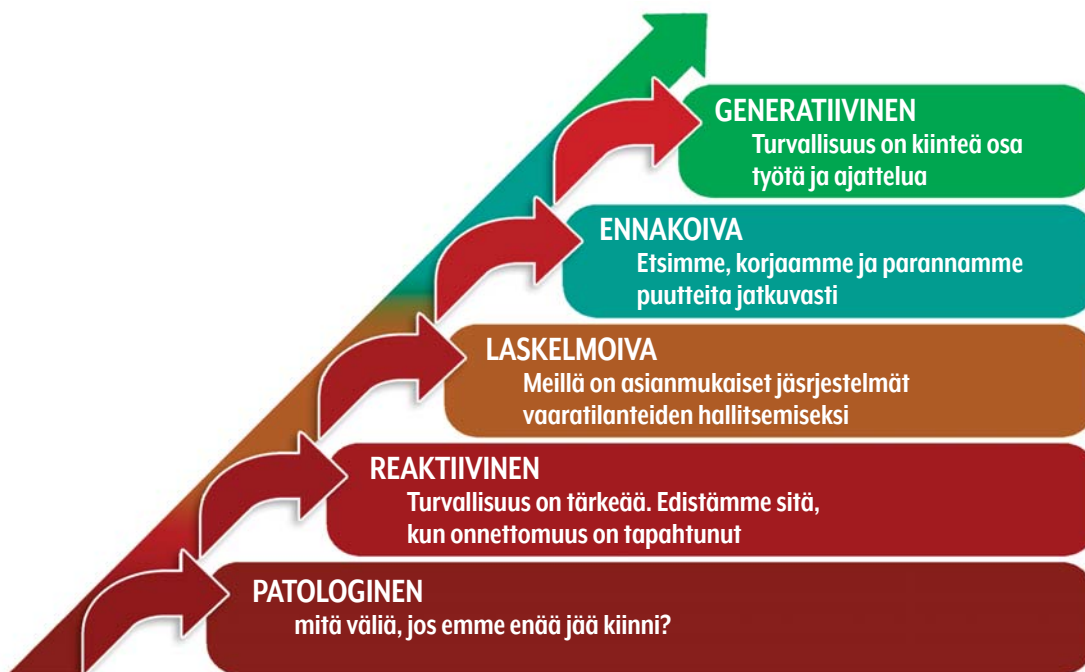 GENERATIIVINEN
Turvallisuus on kiinteä osa
työtä ja ajattelua
ENNAKOIVA
Etsimme, korjaamme ja parannamme
puutteita jatkuvasti
LASKELMOIVA
Meillä on asianmukaiset jäsrjestelmät
vaaratilanteiden hallitsemiseksi
REAKTIIVINEN
Turvallisuus on tärkeää. Edistämme sitä,
kun onnettomuus on tapahtunut
PATOLOGINEN
mitä väliä, jos emme enää jää kiinni?